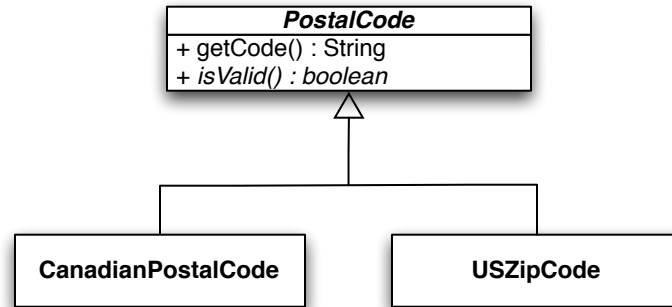 PostalCode
+ getCode() : String
+ isValid() : boolean
CanadianPostalCode
USZipCode